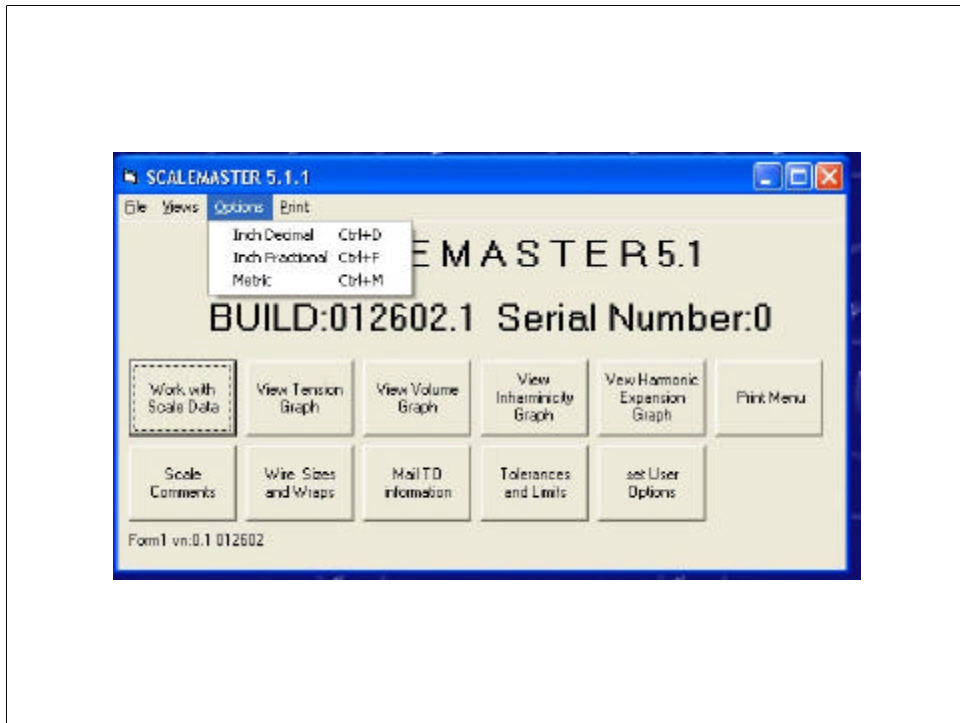 SCALEMASTER 5.1.1
File Views Options Print
Inch Decimal Ctrl+D
Inch Fractional Ctrl+F
Metric Ctrl+M
E M A S T E R 5.1
BUILD:012602.1 Serial Number:0
Work with
Scale Data
View Tension
Graph
View Volume
Graph
View
Inharminicity
Graph
Vew Harmonic
Expansion
Graph
Print Menu
Scale
Comments
Wire Sizes
and Wraps
Mail TO
information
Tolerances
and Limits
set User
Options
Form1 vn:0.1 012602